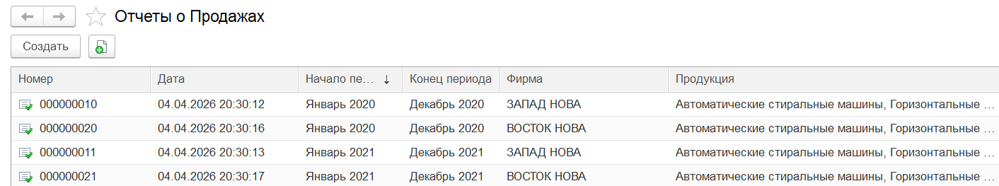 Отчеты о Продажах
Создать
Номер Дата Начало пе... Конец периода Фирма Продукция
000000010 04.04.2026 20:30:12 Январь 2020 Декабрь 2020 ЗАПАД НОВА Автоматические стиральные машины, Горизонтальные ...
000000020 04.04.2026 20:30:16 Январь 2020 Декабрь 2020 ВОСТОК НОВА Автоматические стиральные машины, Горизонтальные ...
000000011 04.04.2026 20:30:13 Январь 2021 Декабрь 2021 ЗАПАД НОВА Автоматические стиральные машины, Горизонтальные ...
000000021 04.04.2026 20:30:17 Январь 2021 Декабрь 2021 ВОСТОК НОВА Автоматические стиральные машины, Горизонтальные ...